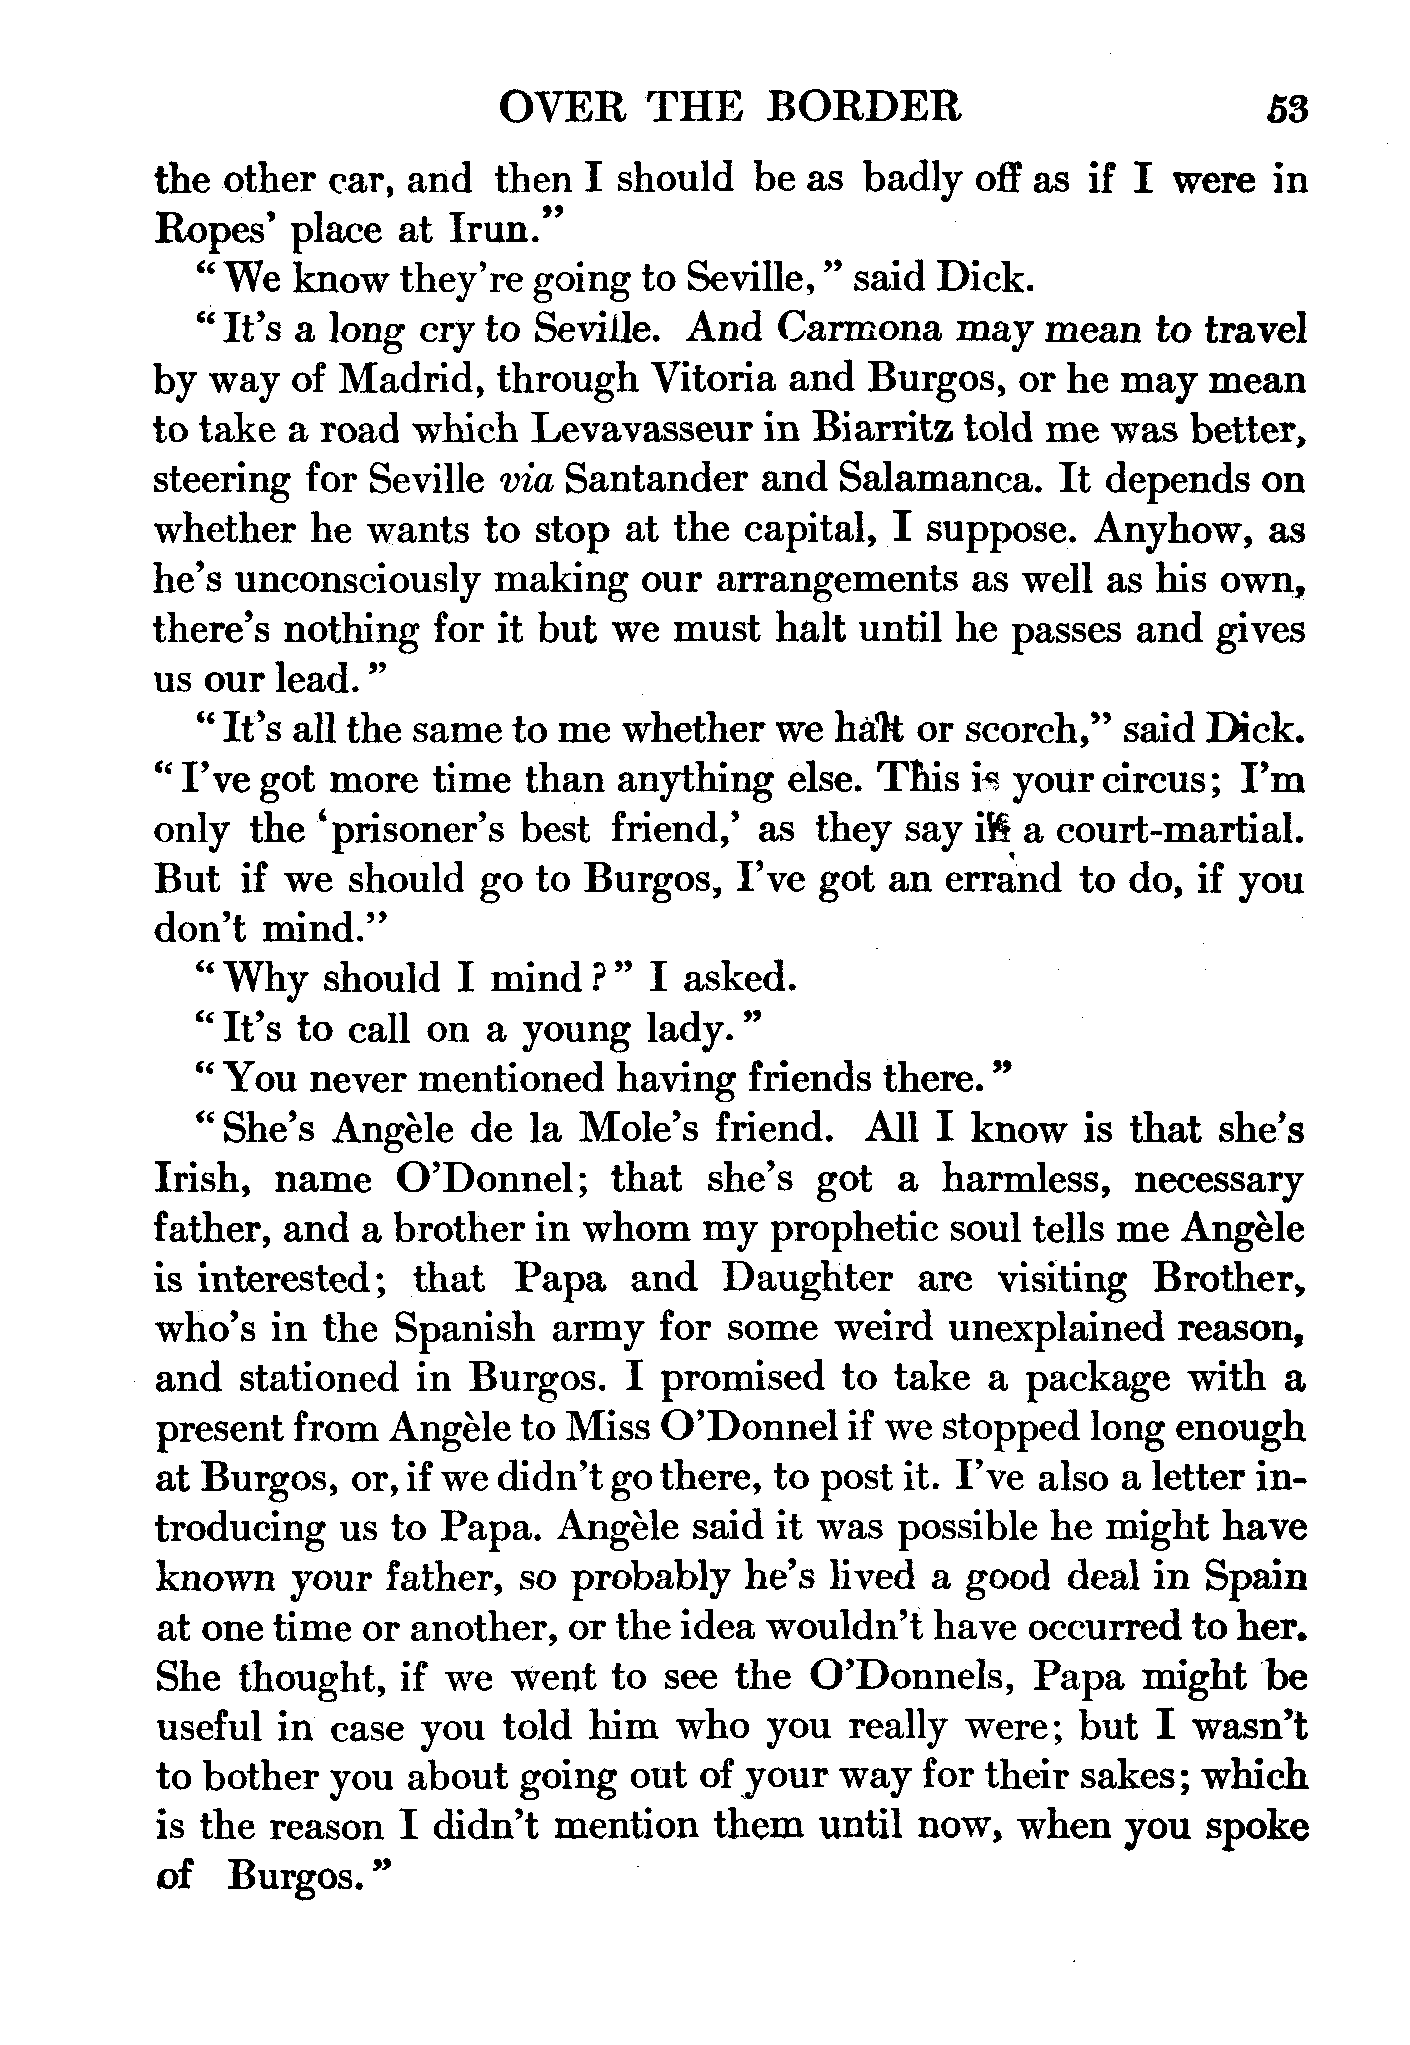 OVER THE BORDER 53
the other car, and then I should be as badly off as if I were in
Ropes' place at Irun."
"We know they're going to Seville," said Dick.
"It's a long cry to Seville. And Carmona may mean to travel
by way of Madrid, through Vitoria and Burgos, or he may mean
to take a road which Levavasseur in Biarritz told me was better,
steering for Seville via Santander and Salamanca. It depends on
whether he wants to stop at the capital, I suppose. Anyhow, as
he's unconsciously making our arrangements as well as his own,
there's nothing for it but we must halt until he passes and gives
us our lead."
"It's all the same to me whether we halt or scorch," said Dick.
"I've got more time than anything else. This is your circus; I'm
only the 'prisoner's best friend,' as they say in a court-martial.
But if we should go to Burgos, I've got an errand to do, if you
don't mind."
"Why should I mind?" I asked.
"It's to call on a young lady."
"You never mentioned having friends there."
"She's Angèle de la Mole's friend. All I know is that she's
Irish, name O'Donnel; that she's got a harmless, necessary
father, and a brother in whom my prophetic soul tells me Angèle
is interested; that Papa and Daughter are visiting Brother,
who's in the Spanish army for some weird unexplained reason,
and stationed in Burgos. I promised to take a package with a
present from Angèle to Miss O'Donnel if we stopped long enough
at Burgos, or, if we didn't go there, to post it. I've also a letter in-
troducing us to Papa. Angèle said it was possible he might have
known your father, so probably he's lived a good deal in Spain
at one time or another, or the idea wouldn't have occurred to her.
She thought, if we went to see the O'Donnels, Papa might be
useful in case you told him who you really were; but I wasn't
to bother you about going out of your way for their sakes; which
is the reason I didn't mention them until now, when you spoke
of Burgos."